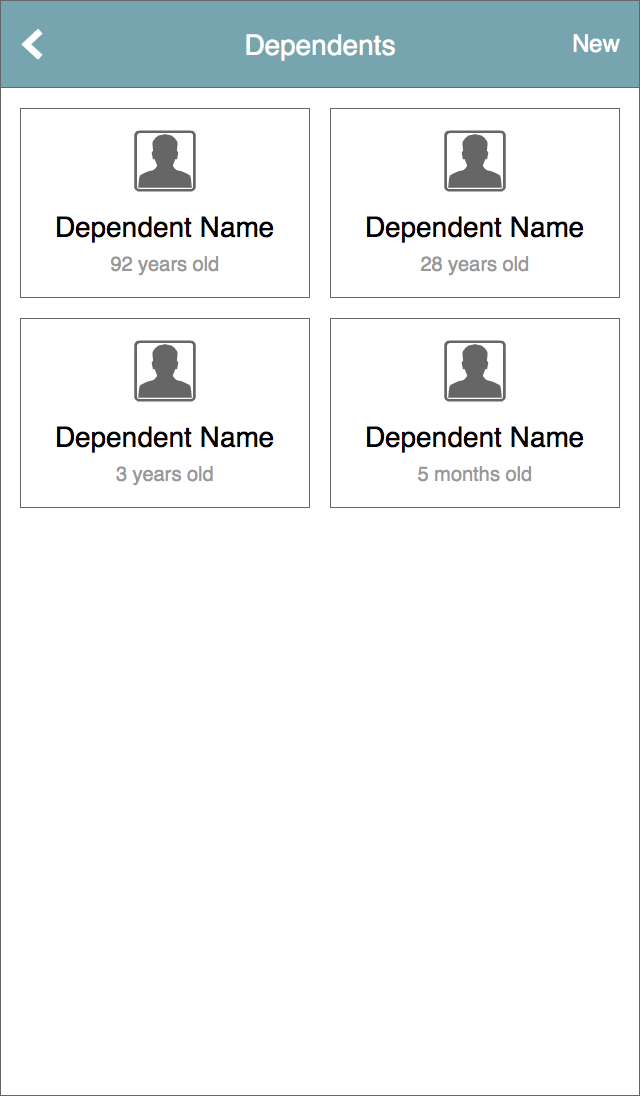 Dependents
New
Dependent Name
92 years old
Dependent Name
28 years old
Dependent Name
3 years old
Dependent Name
5 months old